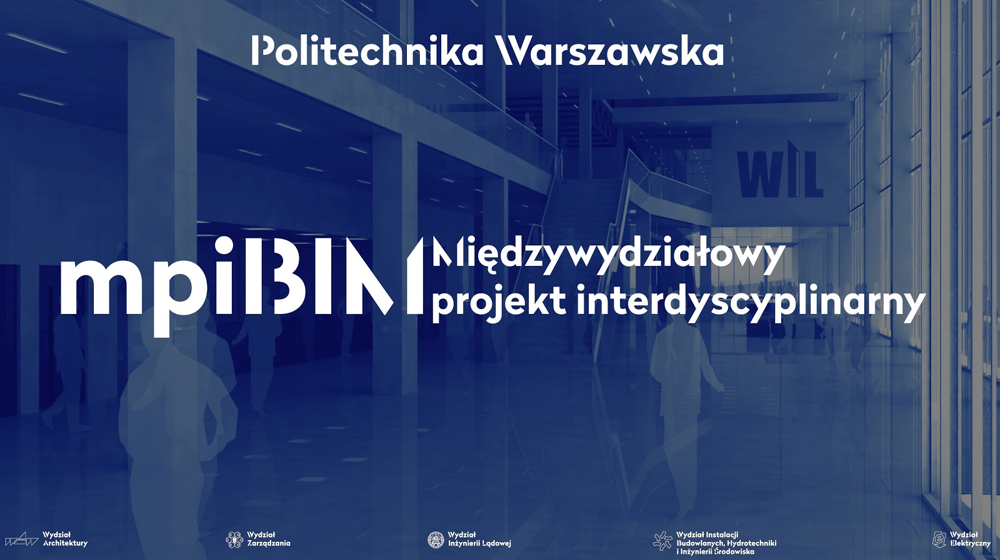 Politechnika Warszawska
WIL
mpiBIM
Międzywydziałowy
projekt interdyscyplinarny
Wydział
Architektury
Wydział
Zarządzania
Wydział
Inżynierii Lądowej
Wydział Instalacji
Budowlanych, Hydrotechniki
i Inżynierii Środowiska
Wydział
Elektryczny